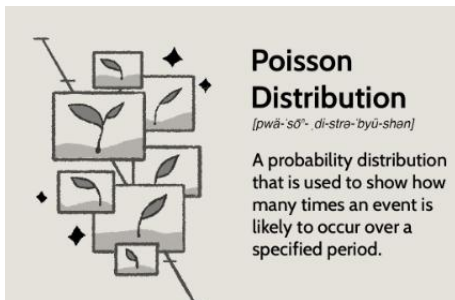 Poisson
Distribution
[pwä-ˈsōⁿ- ˌdi-strə-ˈbyü-shən]
A probability distribution
that is used to show how
many times an event is
likely to occur over a
specified period.